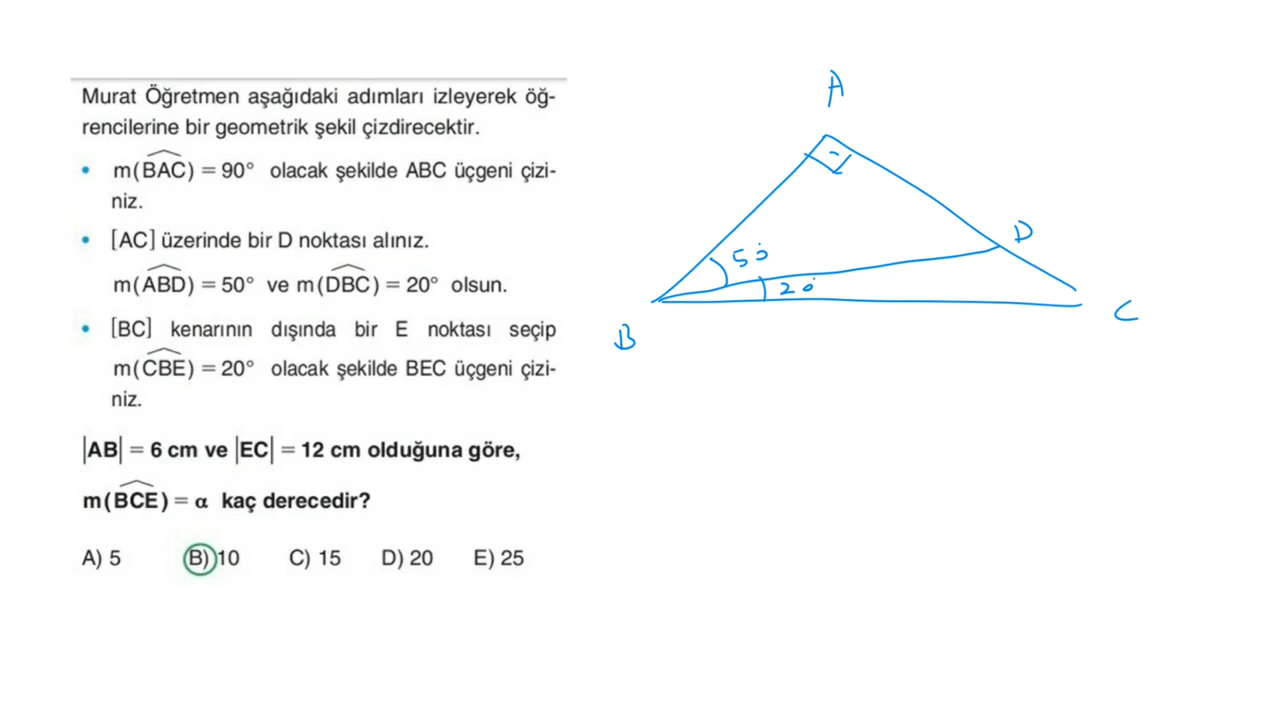 Murat Öğretmen aşağıdaki adımları izleyerek öğ-
rencilerine bir geometrik şekil çizdirecektir.
• m(BAC) = 90° olacak şekilde ABC üçgeni çizi-
niz.
• [AC] üzerinde bir D noktası alınız.
m(ABD) = 50° ve m(DBC) = 20° olsun.
• [BC] kenarının dışında bir E noktası seçip
m(CBE) = 20° olacak şekilde BEC üçgeni çizi-
niz.
|AB| = 6 cm ve |EC| = 12 cm olduğuna göre,
m(BCE) = α kaç derecedir?
A) 5 B) 10 C) 15 D) 20 E) 25
A
D
50
20
B
C